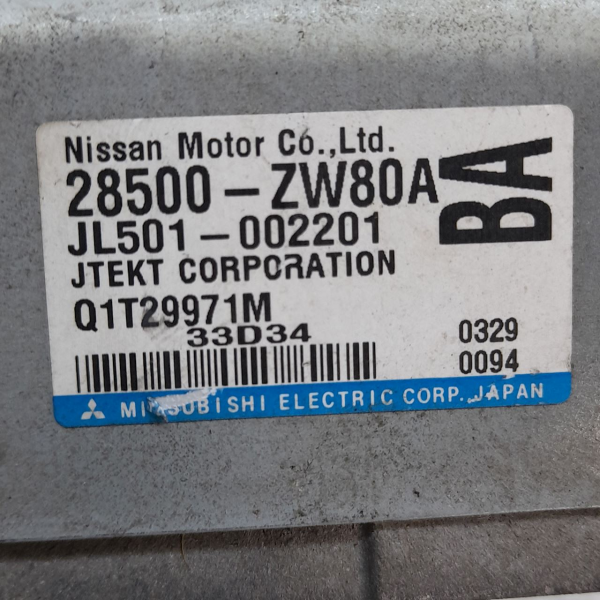 Nissan Motor Co.,Ltd.
28500-ZW80A
BA
JL501-002201
JTEKT CORPORATION
Q1T29971M
33D34
0329
0094
MITSUBISHI ELECTRIC CORP. JAPAN